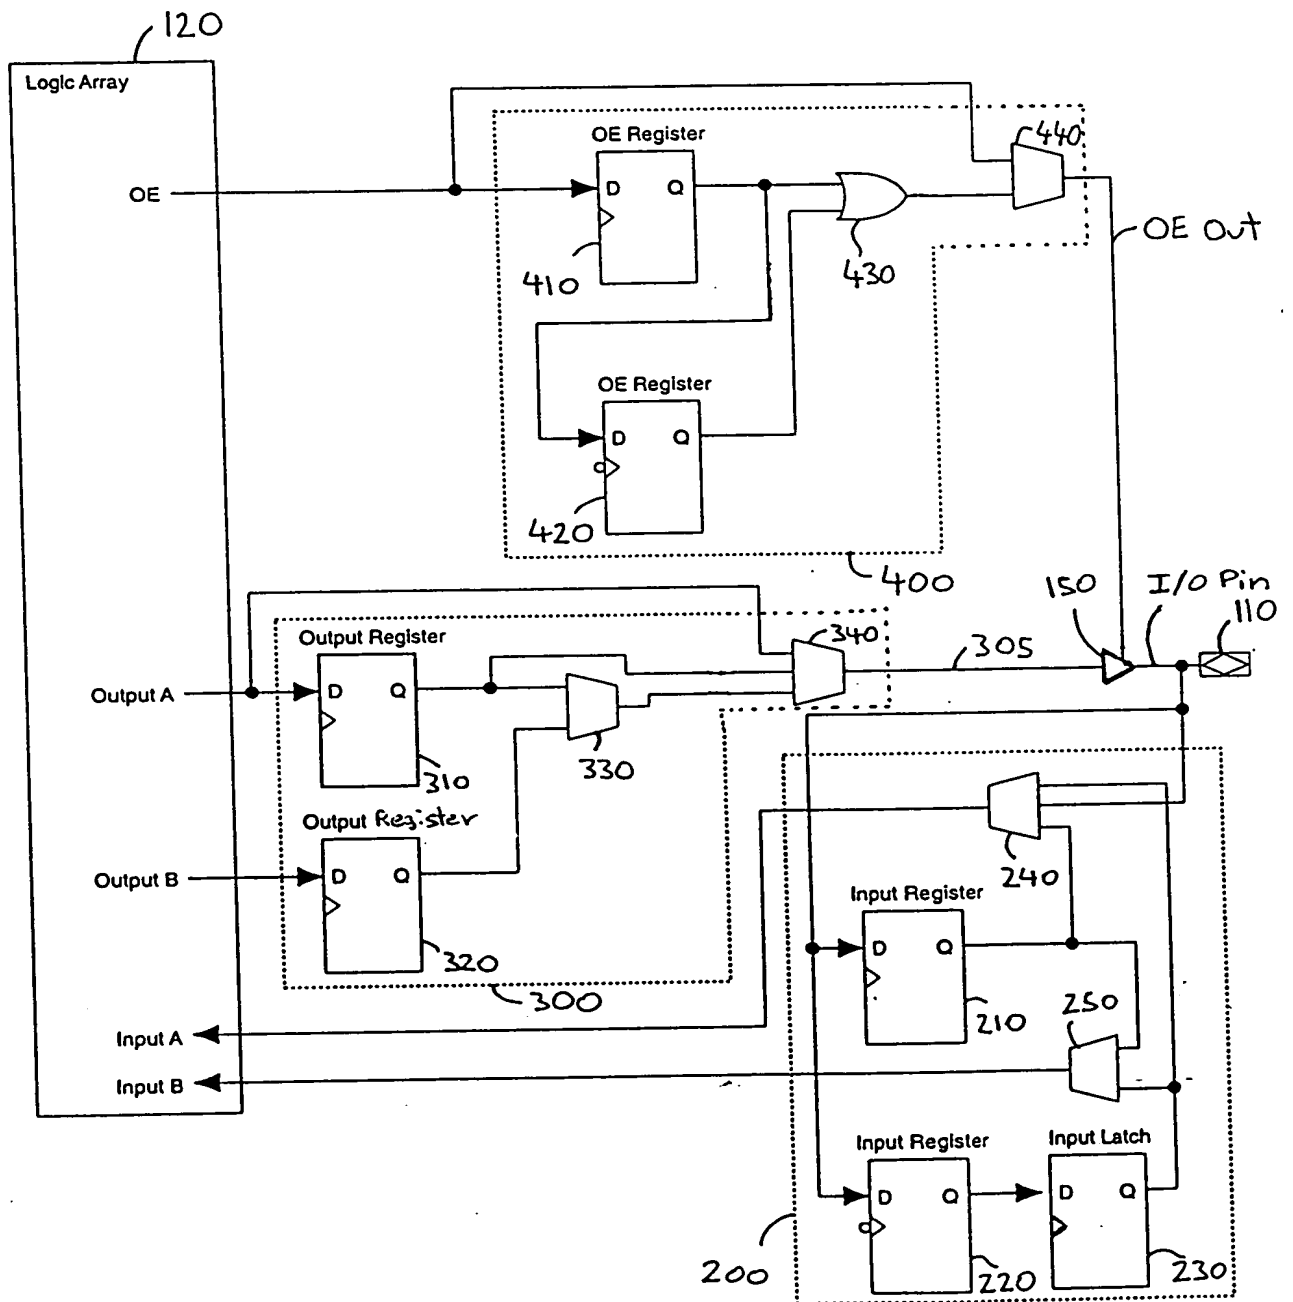 120
Logic Array
440
OE Register
OE
D Q
OE Out
430
410
OE Register
D Q
420
400
150
I/O Pin
110
Output Register
340
305
Output A
D Q
330
310
Output Register
240
Output B
D Q
Input Register
320
D Q
300
250
210
Input A
Input B
Input Register
Input Latch
D Q
D Q
200
220
230